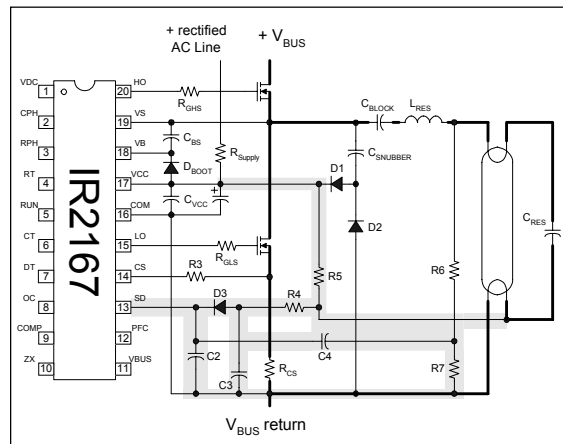 + rectified
AC Line
+ VBUS
VDC 1 20 HO
CPH 2 19 VS
RPH 3 18 VB
RT 4 17 VCC
RUN 5 16 COM
CT 6 15 LO
DT 7 14 CS
OC 8 13 SD
COMP 9 12 PFC
ZX 10 11 VBUS
IR2167
RGHS
CBLOCK
LRES
CBS
RSupply
CSNUBBER
DBOOT
D1
CVCC
+
D2
CRES
RGLS
R3
R5
R6
D3
R4
C4
C2
C3
RCS
R7
VBUS return